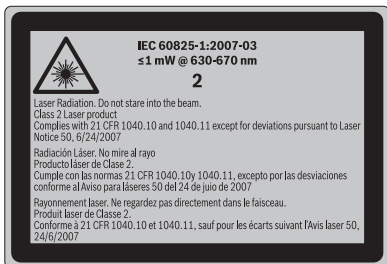 IEC 60825-1:2007-03
≤1 mW @ 630-670 nm
2
Laser Radiation. Do not stare into the beam.
Class 2 Laser product
Complies with 21 CFR 1040.10 and 1040.11 except for deviations pursuant to Laser
Notice 50, 6/24/2007
Radiación Láser. No mire al rayo
Producto láser de Clase 2.
Cumple con las normas 21 CFR 1040.10y 1040.11, excepto por las desviaciones
conforme al Aviso para láseres 50 del 24 de juio de 2007
Rayonnement laser. Ne regardez pas directement dans le faisceau.
Produit laser de Classe 2.
Conforme à 21 CFR 1040.10 et 1040.11, sauf pour les écarts suivant l'Avis laser 50,
24/6/2007